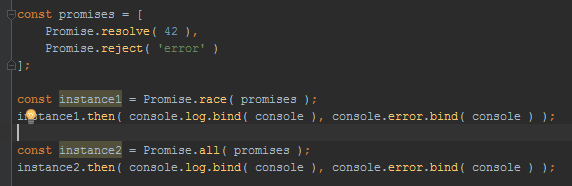 const promises = [
    Promise.resolve( 42 ),
    Promise.reject( 'error' )
];
const instance1 = Promise.race( promises );
instance1.then( console.log.bind( console ), console.error.bind( console ) );
const instance2 = Promise.all( promises );
instance2.then( console.log.bind( console ), console.error.bind( console ) );